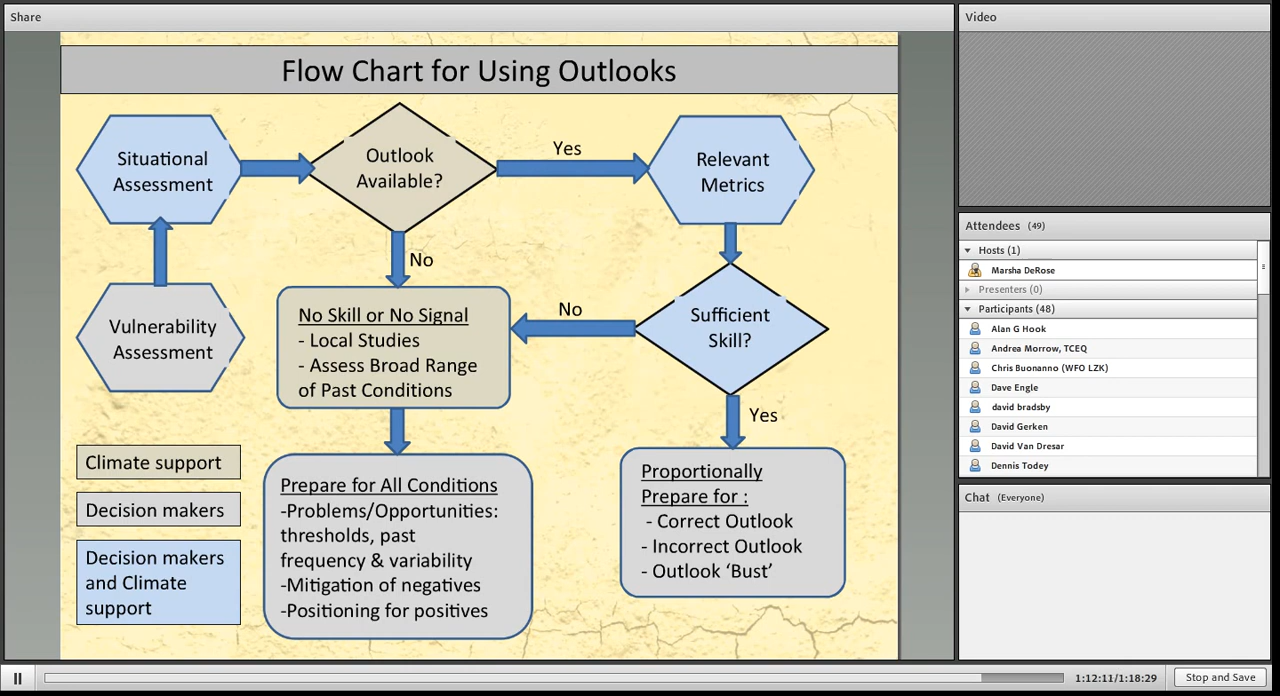 Share
Flow Chart for Using Outlooks
Situational
Assessment
Outlook
Available?
Yes
Relevant
Metrics
No
Vulnerability
Assessment
No Skill or No Signal
- Local Studies
- Assess Broad Range
of Past Conditions
No
Sufficient
Skill?
Yes
Climate support
Decision makers
Decision makers
and Climate
support
Prepare for All Conditions
-Problems/Opportunities:
thresholds, past
frequency & variability
-Mitigation of negatives
-Positioning for positives
Proportionally
Prepare for :
- Correct Outlook
- Incorrect Outlook
- Outlook ‘Bust’
Video
Attendees (49)
Hosts (1)
Marsha DeRose
Presenters (0)
Participants (48)
Alan G Hook
Andrea Morrow, TCEQ
Chris Buonanno (WFO LZK)
Dave Engle
david bradsby
David Gerken
David Van Dresar
Dennis Todey
Chat (Everyone)
1:12:11/1:18:29
Stop and Save